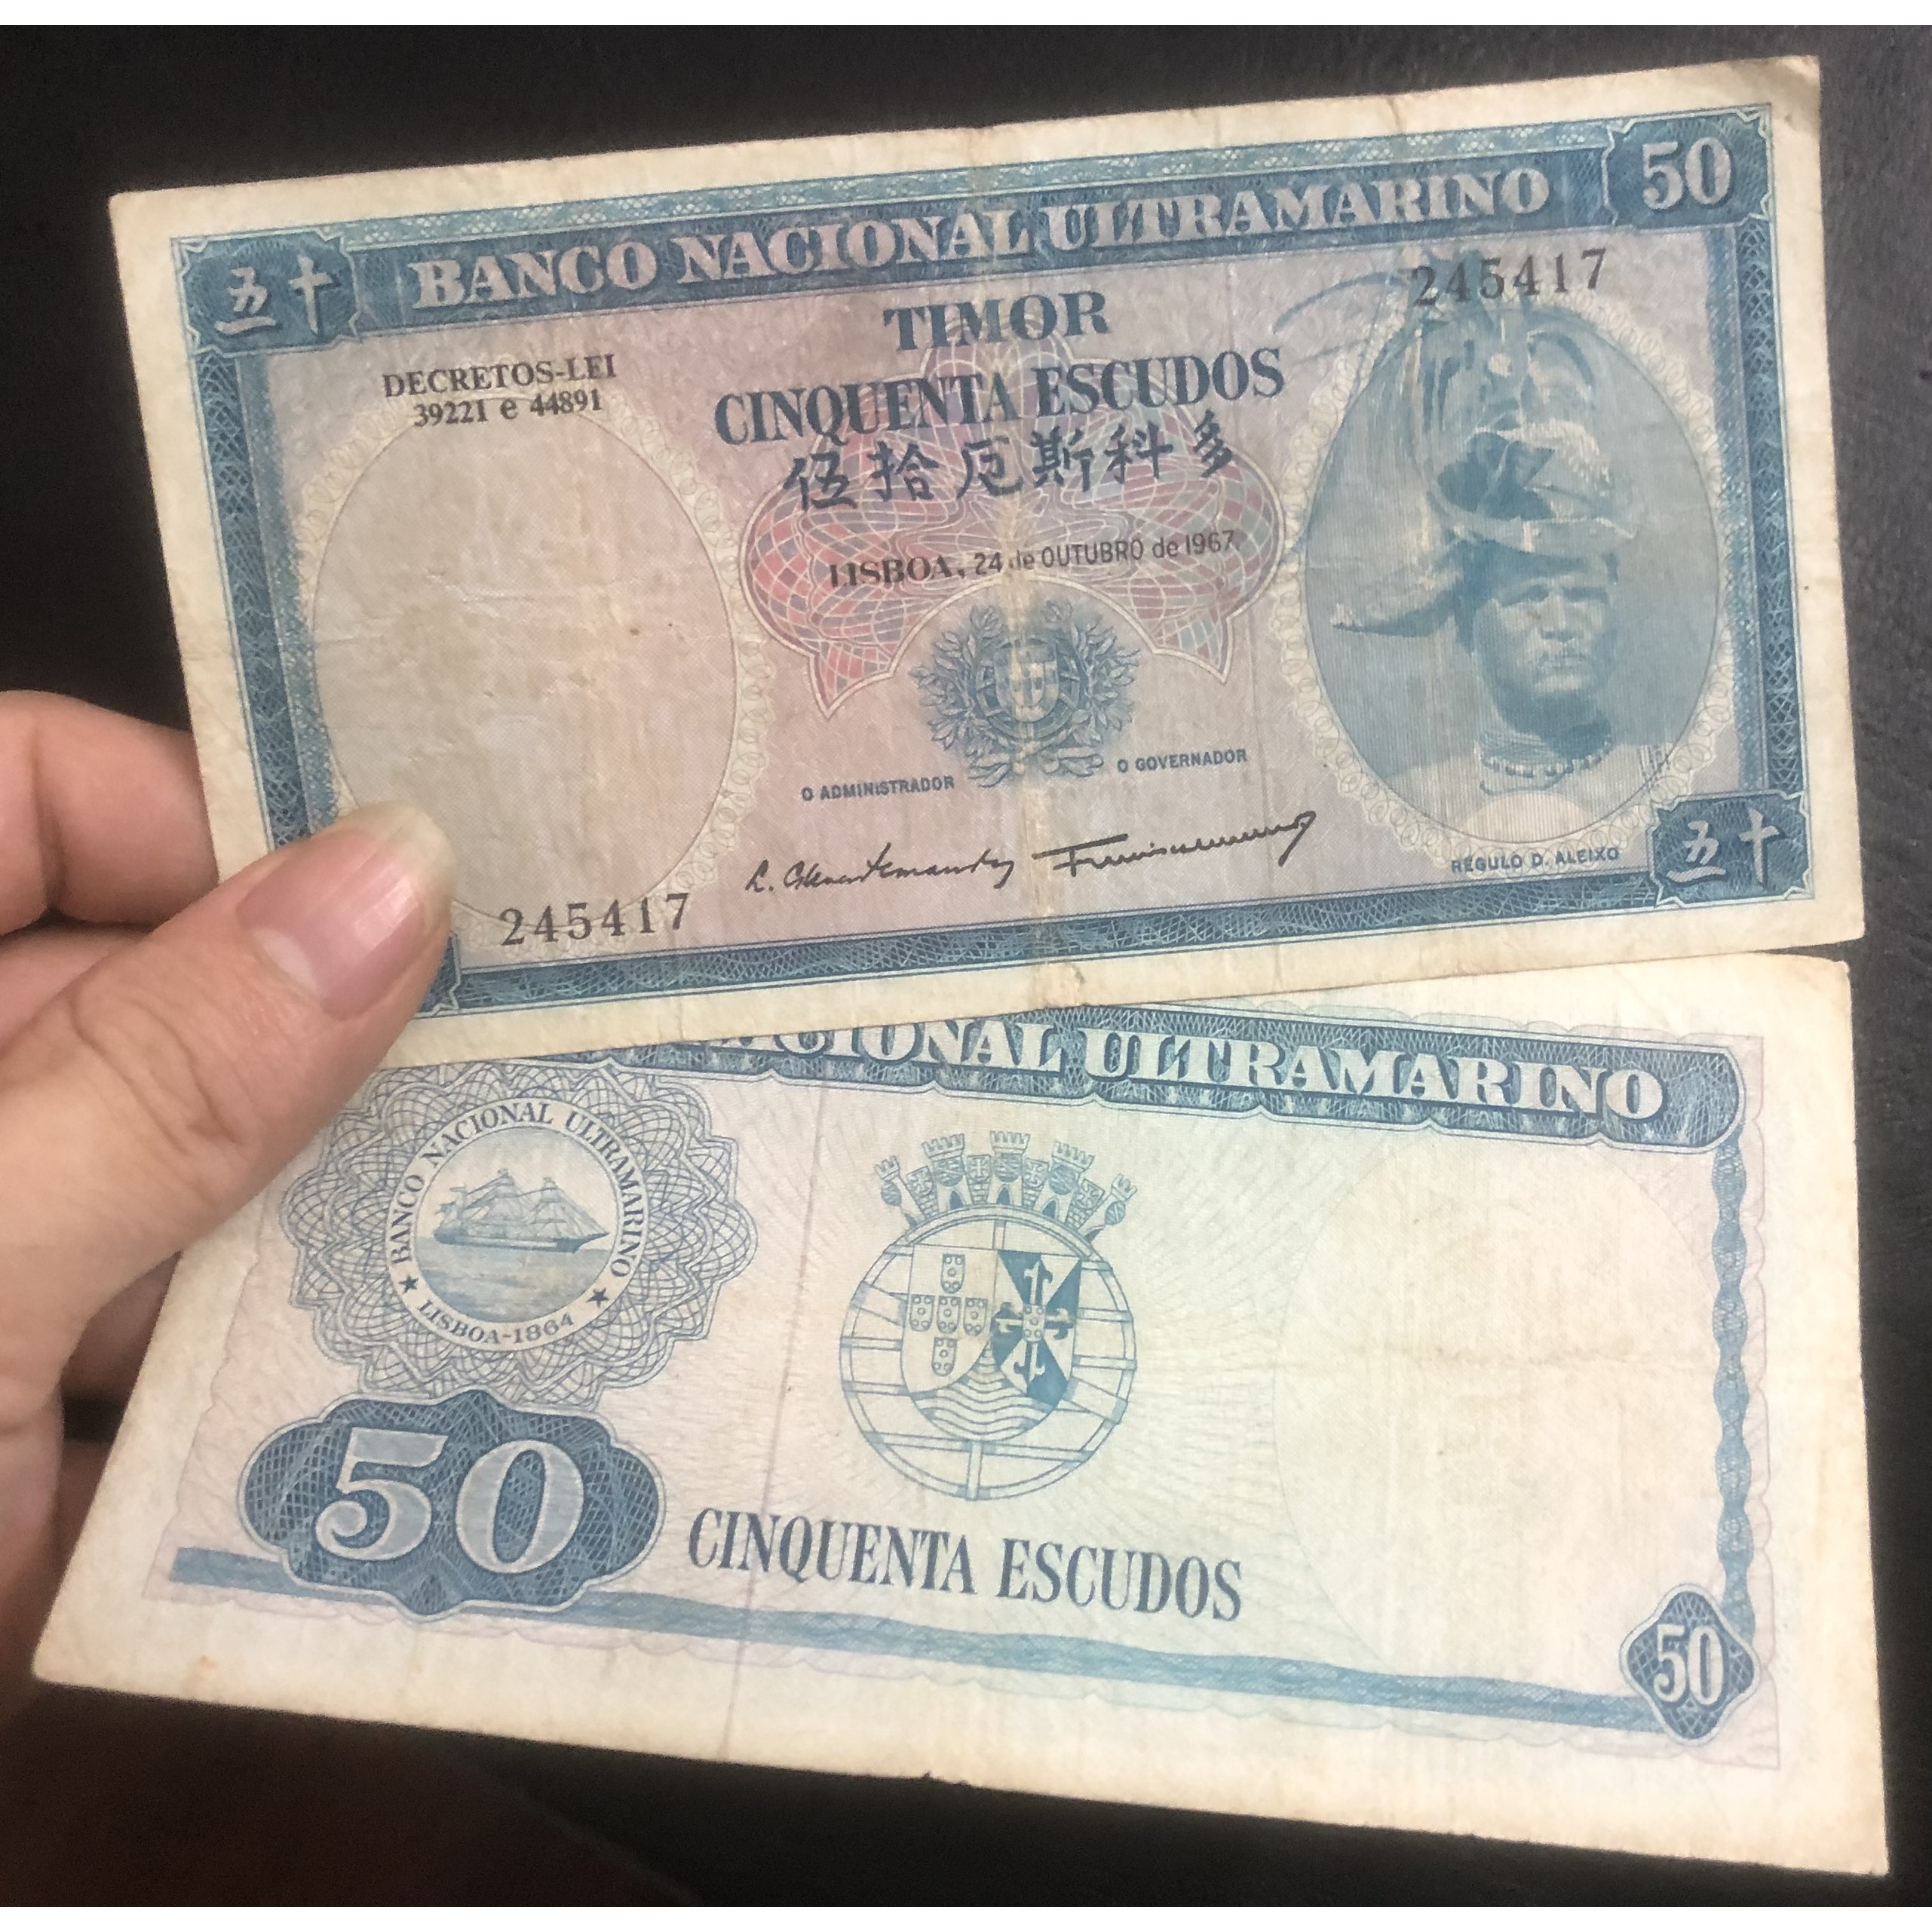 五十
BANCO NACIONAL ULTRAMARINO
50
TIMOR
245417
DECRETOS-LEI
39221 e 44891
CINQUENTA ESCUDOS
伍拾厄斯科多
LISBOA, 24 de OUTUBRO de 1967
O ADMINISTRADOR
O GOVERNADOR
245417
REGULO D. ALEIXO
五十
NACIONAL ULTRAMARINO
BANCO NACIONAL ULTRAMARINO
LISBOA-1864
50
CINQUENTA ESCUDOS
50